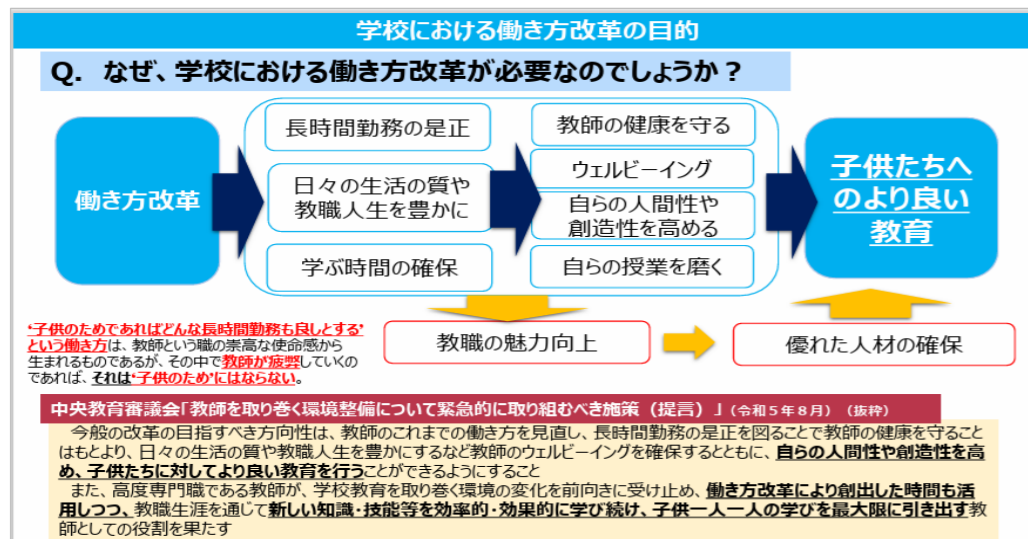 学校における働き方改革の目的
Q. なぜ、学校における働き方改革が必要なのでしょうか？
働き方改革
長時間勤務の是正
日々の生活の質や
教職人生を豊かに
学ぶ時間の確保
教師の健康を守る
ウェルビーイング
自らの人間性や
創造性を高める
自らの授業を磨く
子供たちへ
のより良い
教育
教職の魅力向上
優れた人材の確保
‘子供のためであればどんな長時間勤務も良しとする’
という働き方は、教師という職の崇高な使命感から
生まれるものであるが、その中で教師が疲弊していくの
であれば、それは‘子供のため’にはならない。
中央教育審議会「教師を取り巻く環境整備について緊急的に取り組むべき施策（提言）」（令和５年８月）（抜粋）
今般の改革の目指すべき方向性は、教師のこれまでの働き方を見直し、長時間勤務の是正を図ることで教師の健康を守ること
はもとより、日々の生活の質や教職人生を豊かにするなど教師のウェルビーイングを確保するとともに、自らの人間性や創造性を高
め、子供たちに対してより良い教育を行うことができるようにすること
また、高度専門職である教師が、学校教育を取り巻く環境の変化を前向きに受け止め、働き方改革により創出した時間も活
用しつつ、教職生涯を通じて新しい知識・技能等を効率的・効果的に学び続け、子供一人一人の学びを最大限に引き出す教
師としての役割を果たす